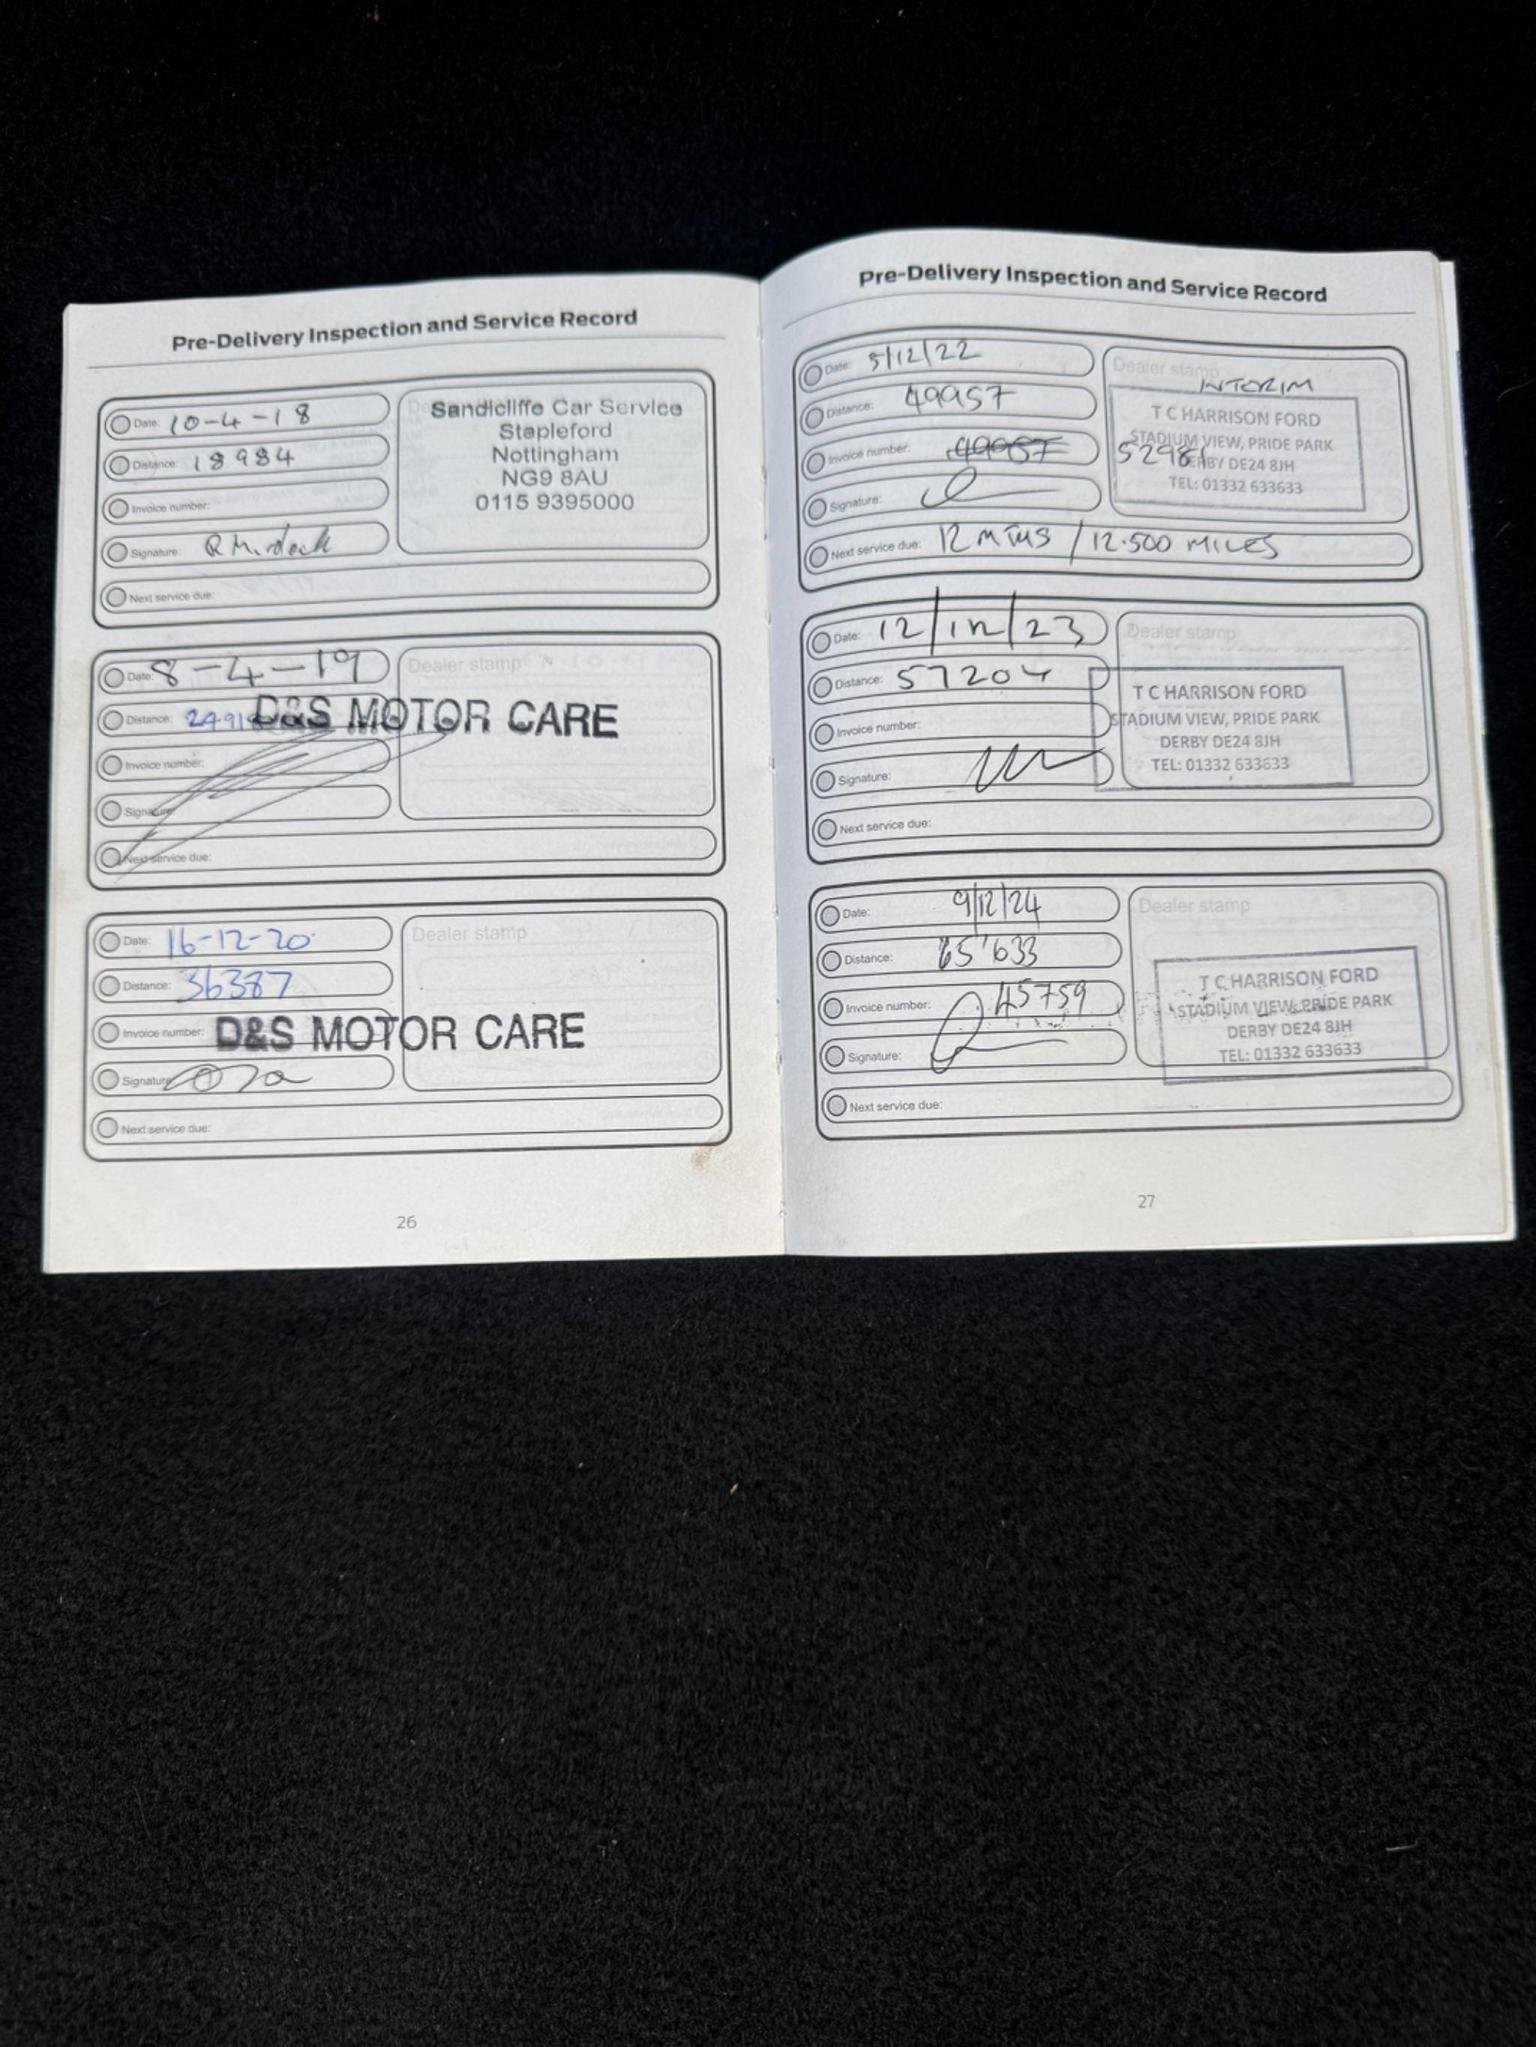 Pre-Delivery Inspection and Service Record
Date: 10-4-18
Distance: 18984
Invoice number:
Signature: R Murdock
Next service due:
Sandicliffe Car Service
Stapleford
Nottingham
NG9 8AU
0115 9395000
Date: 8-4-19
Distance: 2491
Invoice number:
Signature:
Next service due:
Dealer stamp
D&S MOTOR CARE
Date: 16-12-20
Distance: 36387
Invoice number:
Signature:
Next service due:
Dealer stamp
D&S MOTOR CARE
26
Pre-Delivery Inspection and Service Record
Date: 5/12/22
Distance: 49957
Invoice number: 49957 52981
Signature:
Next service due: 12 MTHS / 12.500 MILES
Dealer stamp
INTORIM
T C HARRISON FORD
STADIUM VIEW, PRIDE PARK
DERBY DE24 8JH
TEL: 01332 633633
Date: 12/12/23
Distance: 57204
Invoice number:
Signature:
Next service due:
Dealer stamp
T C HARRISON FORD
STADIUM VIEW, PRIDE PARK
DERBY DE24 8JH
TEL: 01332 633633
Date: 9/12/24
Distance: 65'633
Invoice number: 45759
Signature:
Next service due:
Dealer stamp
T C HARRISON FORD
STADIUM VIEW, PRIDE PARK
DERBY DE24 8JH
TEL: 01332 633633
27